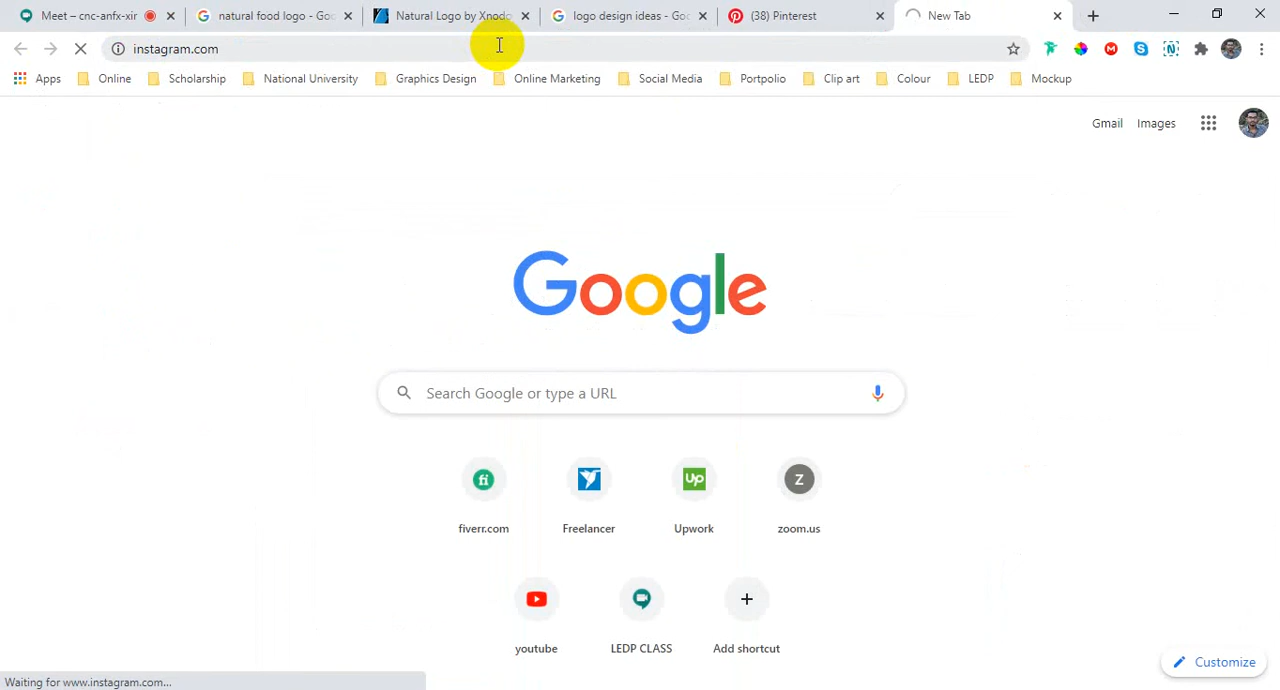 Meet – cnc-anfx-xir
natural food logo - Goo
Natural Logo by Xnodo
logo design ideas - Goo
(38) Pinterest
New Tab
instagram.com
Apps
Online
Scholarship
National University
Graphics Design
Online Marketing
Social Media
Portpolio
Clip art
Colour
LEDP
Mockup
Gmail
Images
Google
Search Google or type a URL
fiverr.com
Freelancer
Upwork
zoom.us
youtube
LEDP CLASS
Add shortcut
Customize
Waiting for www.instagram.com...